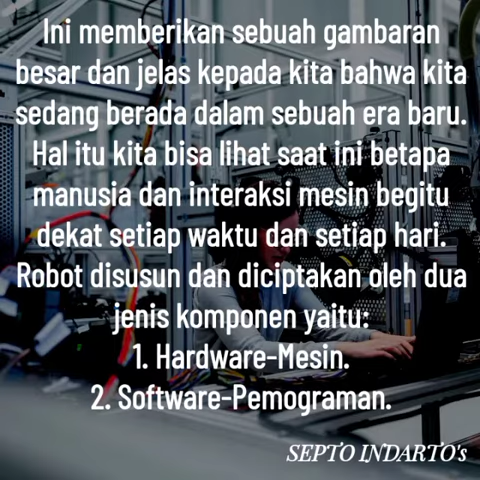 Ini memberikan sebuah gambaran
besar dan jelas kepada kita bahwa kita
sedang berada dalam sebuah era baru.
Hal itu kita bisa lihat saat ini betapa
manusia dan interaksi mesin begitu
dekat setiap waktu dan setiap hari.
Robot disusun dan diciptakan oleh dua
jenis komponen yaitu:
1. Hardware-Mesin.
2. Software-Pemograman.
SEPTO INDARTO's